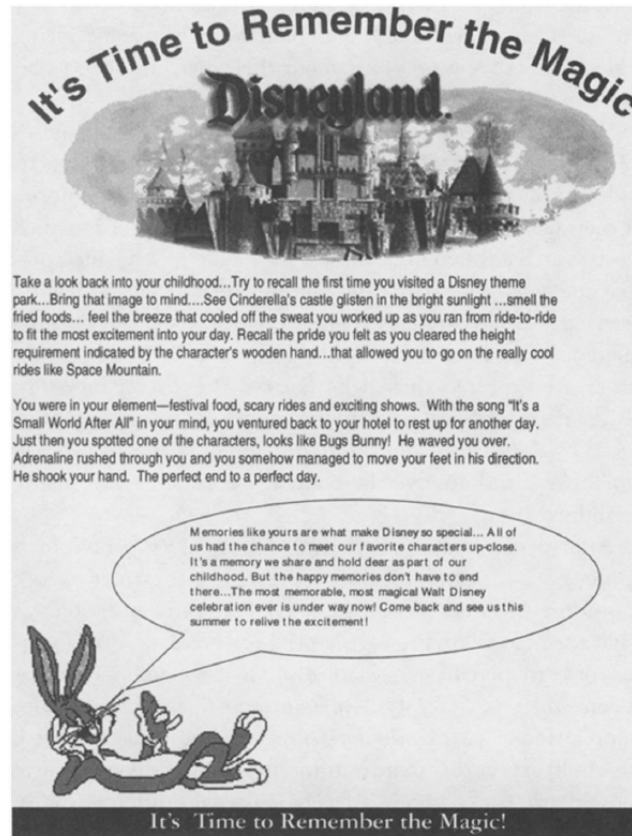 It's Time to Remember the Magic
Disneyland.
Take a look back into your childhood...Try to recall the first time you visited a Disney theme
park...Bring that image to mind....See Cinderella's castle glisten in the bright sunlight ...smell the
fried foods... feel the breeze that cooled off the sweat you worked up as you ran from ride-to-ride
to fit the most excitement into your day. Recall the pride you felt as you cleared the height
requirement indicated by the character's wooden hand...that allowed you to go on the really cool
rides like Space Mountain.
You were in your element—festival food, scary rides and exciting shows. With the song "It's a
Small World After All" in your mind, you ventured back to your hotel to rest up for another day.
Just then you spotted one of the characters, looks like Bugs Bunny! He waved you over.
Adrenaline rushed through you and you somehow managed to move your feet in his direction.
He shook your hand. The perfect end to a perfect day.
Memories like yours are what make Disney so special... All of
us had the chance to meet our favorite characters up-close.
It's a memory we share and hold dear as part of our
childhood. But the happy memories don't have to end
there...The most memorable, most magical Walt Disney
celebration ever is under way now! Come back and see us this
summer to relive the excitement!
It's Time to Remember the Magic!